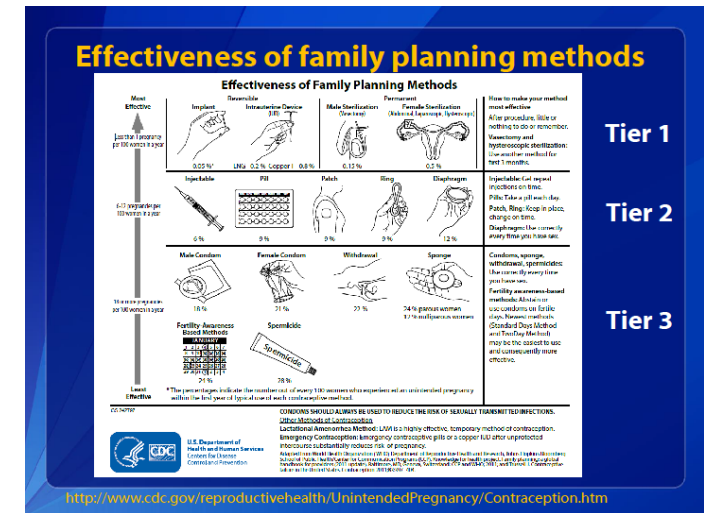 Effectiveness of family planning methods
Effectiveness of Family Planning Methods
Most
Effective
Reversible
Permanent
Implant
Intrauterine Device
(IUD)
Male Sterilization
(Vasectomy)
Female Sterilization
(Abdominal, Laparoscopic, Hysteroscopic)
Less than 1 pregnancy
per 100 women in a year
0.05 %*
LNG 0.2 % Copper T 0.8 %
0.15 %
0.5 %
How to make your method
most effective
After procedure, little or
nothing to do or remember.
Vasectomy and
hysteroscopic sterilization:
Use another method for
first 3 months.
Tier 1
Injectable
Pill
Patch
Ring
Diaphragm
6-12 pregnancies per
100 women in a year
6 %
9 %
9 %
9 %
12 %
Injectable: Get repeat
injections on time.
Pills: Take a pill each day.
Patch, Ring: Keep in place,
change on time.
Diaphragm: Use correctly
every time you have sex.
Tier 2
Male Condom
Female Condom
Withdrawal
Sponge
18 or more pregnancies
per 100 women in a year
18 %
21 %
22 %
24 % parous women
12 % nulliparous women
Fertility-Awareness
Based Methods
Spermicide
JANUARY
Spermicide
24 %
28 %
Condoms, sponge,
withdrawal, spermicides:
Use correctly every time
you have sex.
Fertility awareness-based
methods: Abstain or
use condoms on fertile
days. Newest methods
(Standard Days Method
and TwoDay Method)
may be the easiest to use
and consequently more
effective.
Tier 3
Least
Effective
* The percentages indicate the number out of every 100 women who experienced an unintended pregnancy
within the first year of typical use of each contraceptive method.
CONDOMS SHOULD ALWAYS BE USED TO REDUCE THE RISK OF SEXUALLY TRANSMITTED INFECTIONS.
Other Methods of Contraception
Lactational Amenorrhea Method: LAM is a highly effective, temporary method of contraception.
Emergency Contraception: Emergency contraceptive pills or a copper IUD after unprotected
intercourse substantially reduces risk of pregnancy.
CDC
U.S. Department of
Health and Human Services
Centers for Disease
Control and Prevention
http://www.cdc.gov/reproductivehealth/UnintendedPregnancy/Contraception.htm